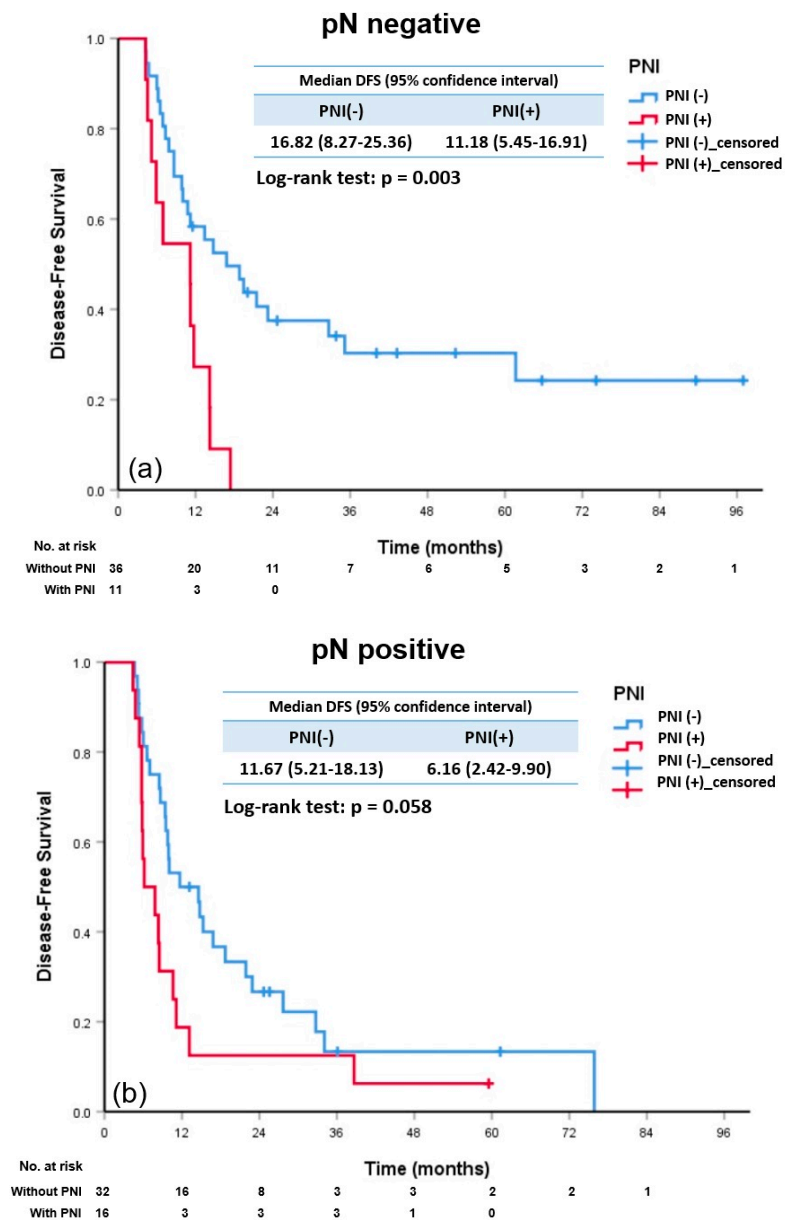 pN negative
1.0
0.8
0.6
0.4
0.2
0.0
Disease-Free Survival
Median DFS (95% confidence interval)
PNI(-) PNI(+)
16.82 (8.27-25.36) 11.18 (5.45-16.91)
Log-rank test: p = 0.003
PNI
PNI (-)
PNI (+)
PNI (-)_censored
PNI (+)_censored
(a)
0 12 24 36 48 60 72 84 96
Time (months)
No. at risk
Without PNI 36 20 11 7 6 5 3 2 1
With PNI 11 3 0
pN positive
1.0
0.8
0.6
0.4
0.2
0.0
Disease-Free Survival
Median DFS (95% confidence interval)
PNI(-) PNI(+)
11.67 (5.21-18.13) 6.16 (2.42-9.90)
Log-rank test: p = 0.058
PNI
PNI (-)
PNI (+)
PNI (-)_censored
PNI (+)_censored
(b)
0 12 24 36 48 60 72 84 96
Time (months)
No. at risk
Without PNI 32 16 8 3 3 2 2 1
With PNI 16 3 3 3 1 0